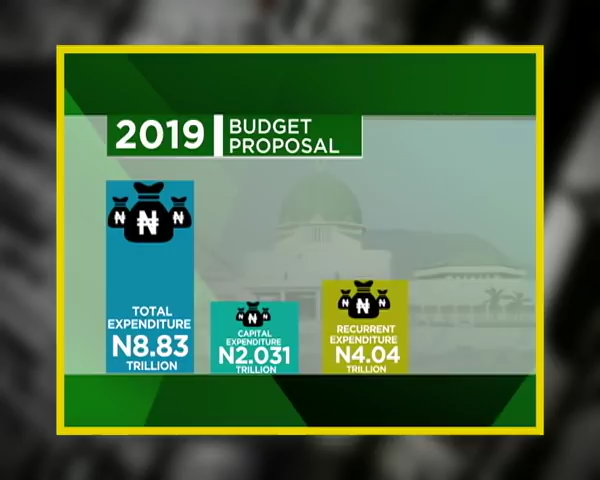 2019
BUDGET
PROPOSAL
₦ ₦ ₦
TOTAL
EXPENDITURE
N8.83
TRILLION
₦ ₦ ₦
CAPITAL
EXPENDITURE
N2.031
TRILLION
₦ ₦ ₦
RECURRENT
EXPENDITURE
N4.04
TRILLION